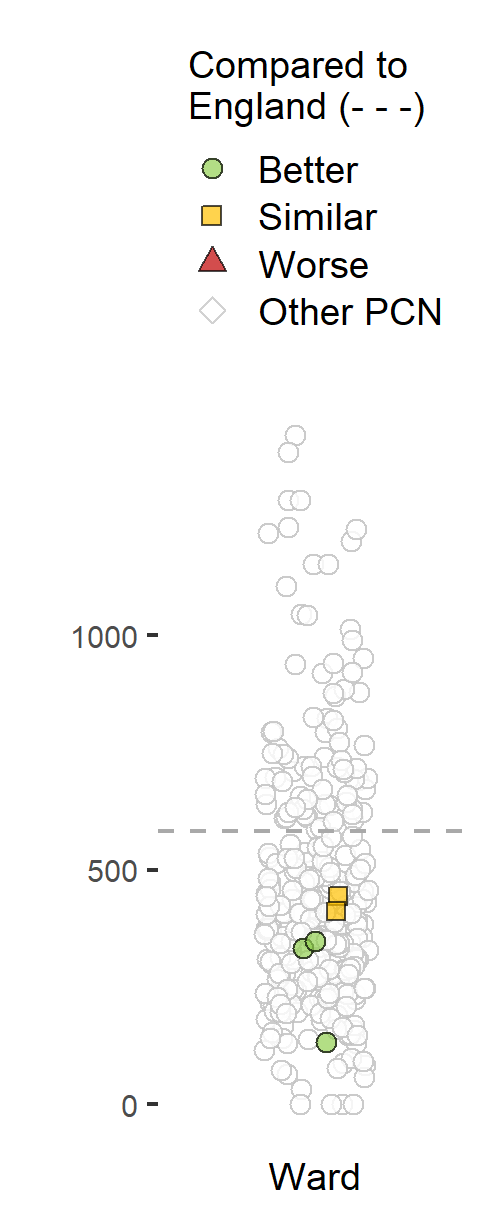 Compared to
England (- - -)
Better
Similar
Worse
Other PCN
1000
500
0
Ward